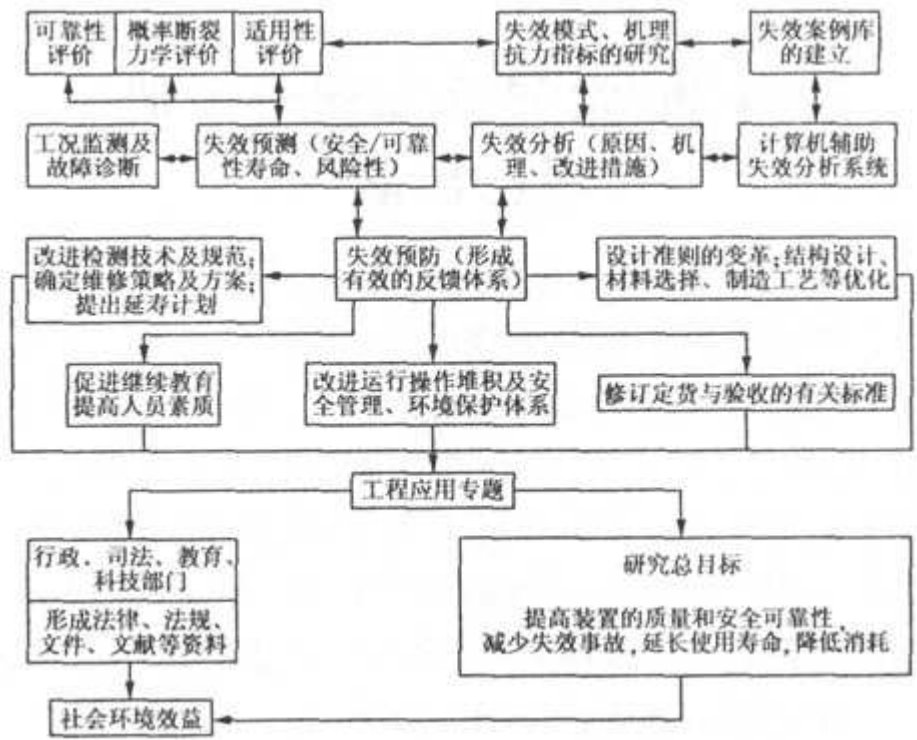 可靠性
评价
概率断裂
力学评价
适用性
评价
失效模式、机理
抗力指标的研究
失效案例库
的建立
工况监测及
故障诊断
失效预测（安全/可靠
性寿命、风险性）
失效分析（原因、机
理、改进措施）
计算机辅助
失效分析系统
改进检测技术及规范;
确定维修策略及方案;
提出延寿计划
失效预防（形成
有效的反馈体系）
设计准则的变革;结构设计、
材料选择、制造工艺等优化
促进继续教育
提高人员素质
改进运行操作堆积及安
全管理、环境保护体系
修订定货与验收的有关标准
工程应用专题
行政、司法、教育、
科技部门
形成法律、法规、
文件、文献等资料
研究总目标
提高装置的质量和安全可靠性,
减少失效事故,延长使用寿命,降低消耗
社会环境效益